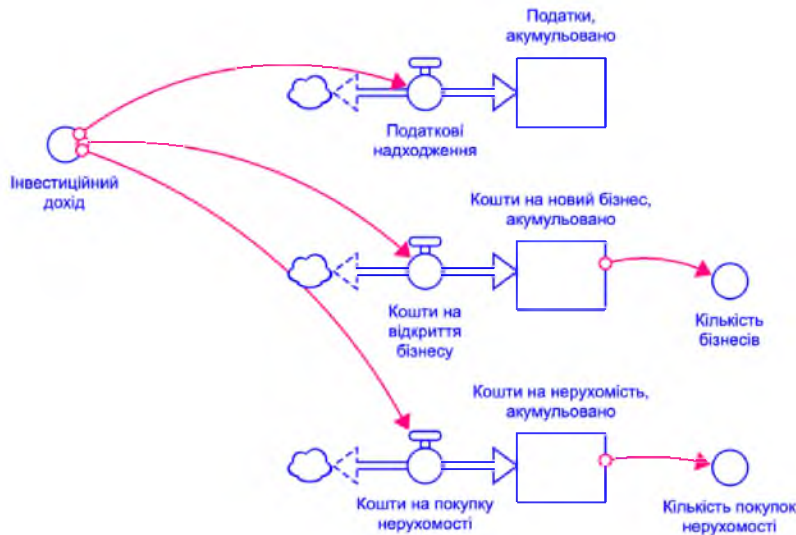 Податки,
акумульовано
Податкові
надходження
Інвестиційний
дохід
Кошти на новий бізнес,
акумульовано
Кошти на
відкриття
бізнесу
Кількість
бізнесів
Кошти на нерухомість,
акумульовано
Кошти на покупку
нерухомості
Кількість покупок
нерухомості